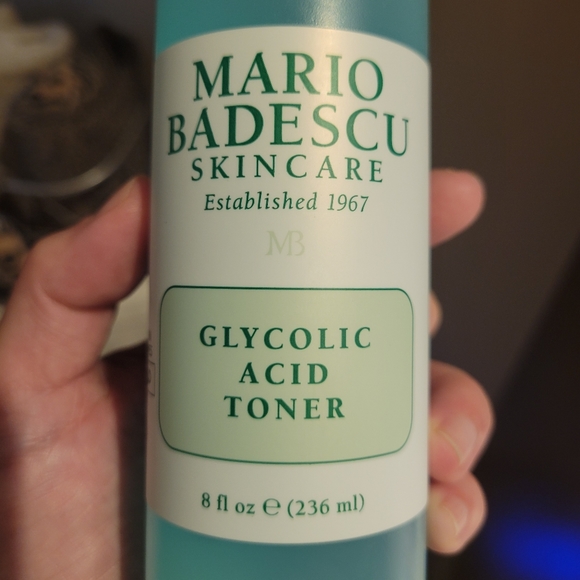 MARIO
BADESCU
SKINCARE
Established 1967
MB
GLYCOLIC
ACID
TONER
8 fl oz ℮ (236 ml)